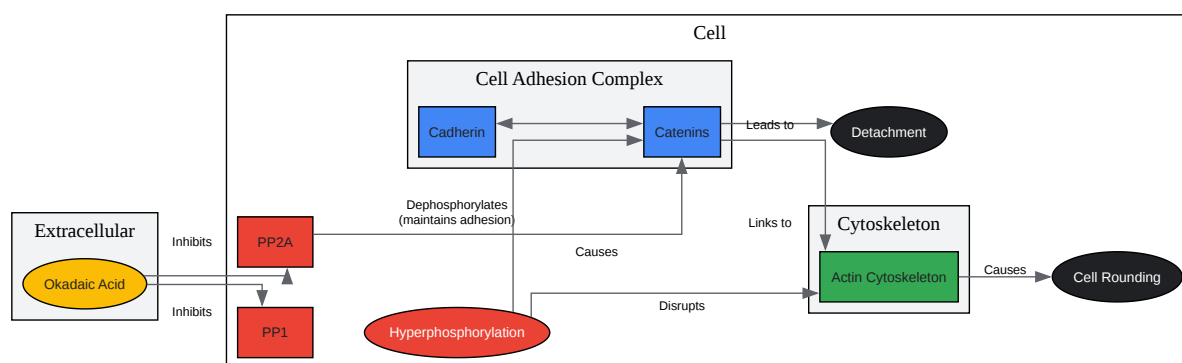 Cell
Cell Adhesion Complex
Cadherin
Catenins
Leads to
Detachment
Dephosphorylates
(maintains adhesion)
Extracellular
Inhibits
PP2A
Causes
Links to
Cytoskeleton
Okadaic Acid
Actin Cytoskeleton
Causes
Cell Rounding
Inhibits
PP1
Hyperphosphorylation
Disrupts